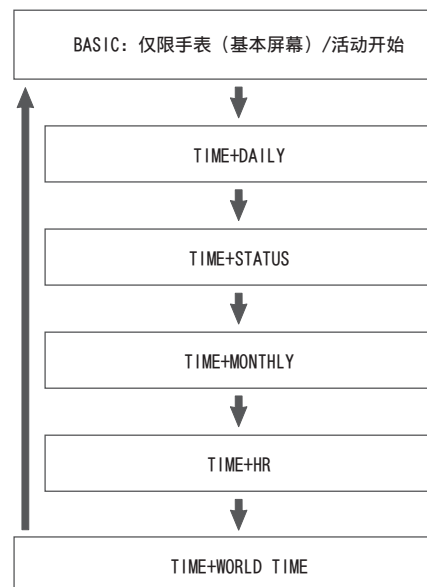 BASIC: 仅限手表（基本屏幕）/活动开始
TIME+DAILY
TIME+STATUS
TIME+MONTHLY
TIME+HR
TIME+WORLD TIME